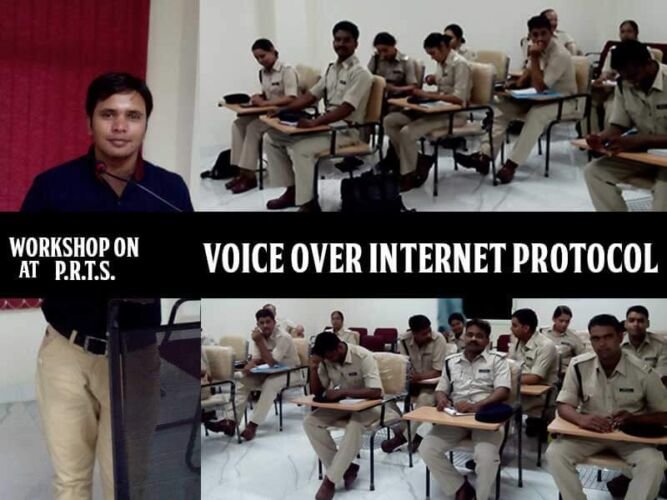 WORKSHOP ON
AT P.R.T.S.
VOICE OVER INTERNET PROTOCOL